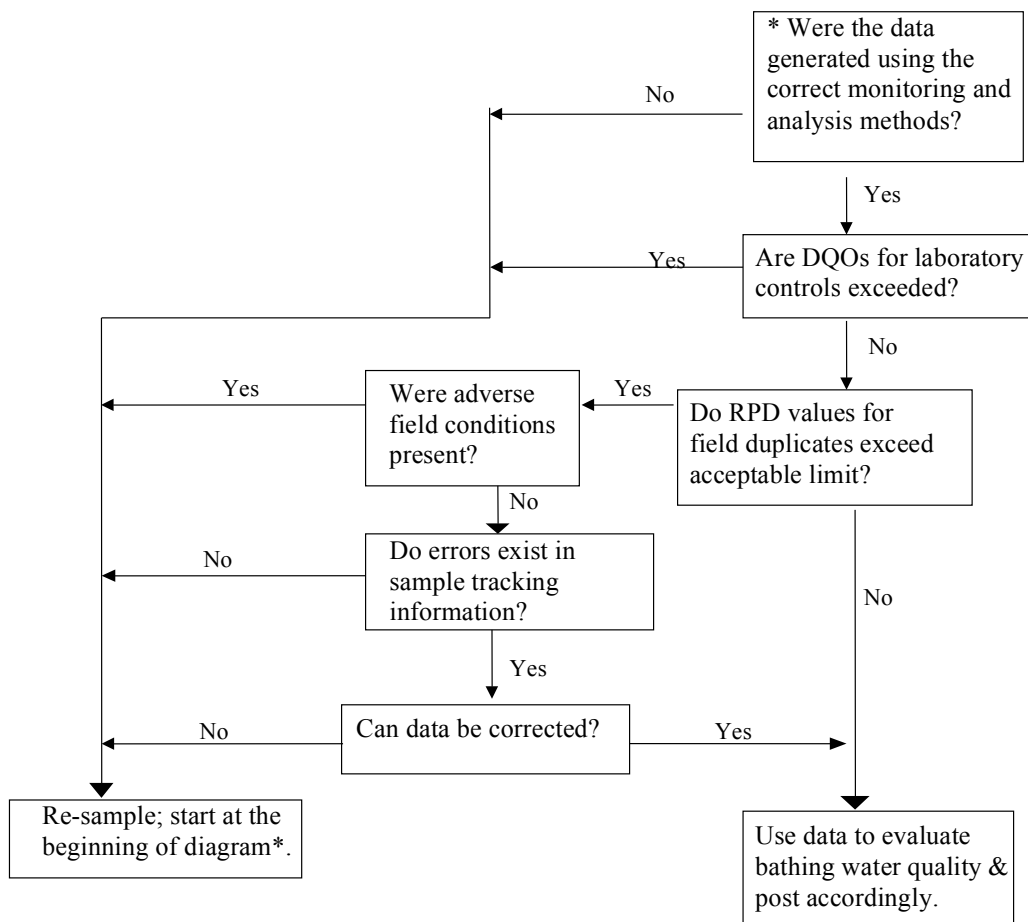 * Were the data
generated using the
correct monitoring and
analysis methods?
No
Yes
Are DQOs for laboratory
controls exceeded?
Yes
No
Do RPD values for
field duplicates exceed
acceptable limit?
Yes
Were adverse
field conditions
present?
Yes
No
Do errors exist in
sample tracking
information?
No
No
Yes
Can data be corrected?
No
Yes
Re-sample; start at the
beginning of diagram*.
Use data to evaluate
bathing water quality &
post accordingly.